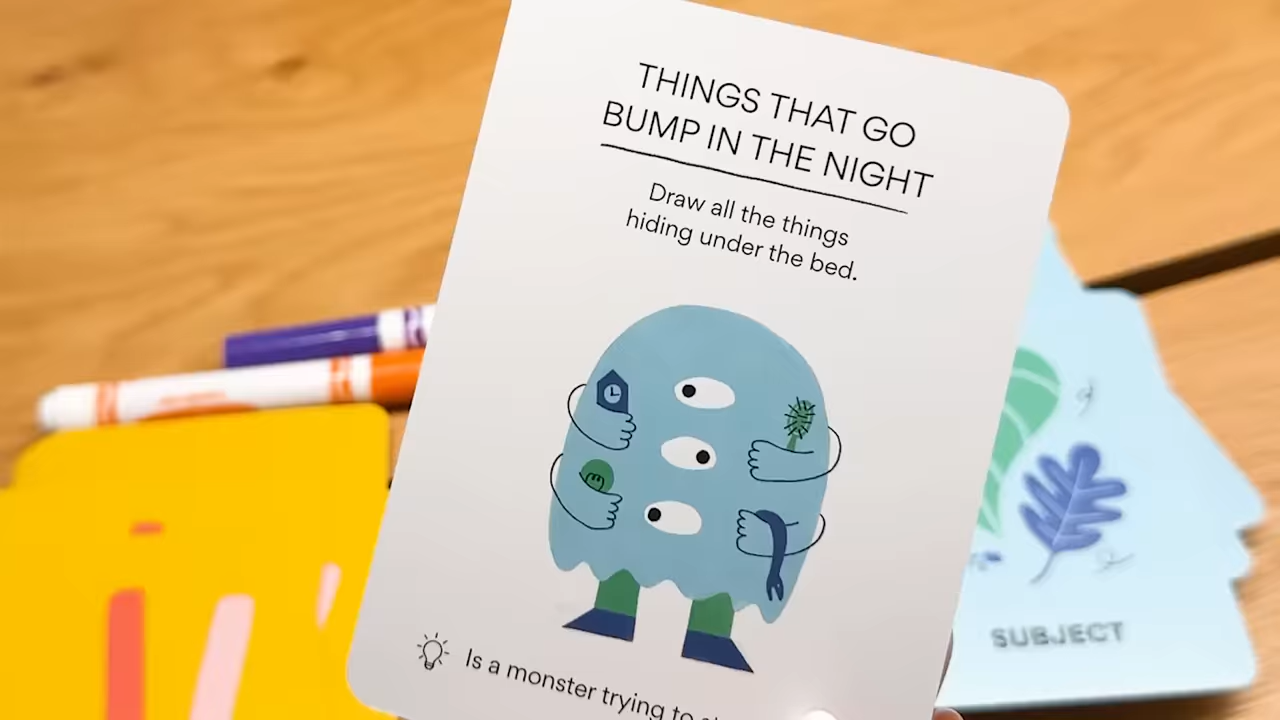 THINGS THAT GO
BUMP IN THE NIGHT
Draw all the things
hiding under the bed.
Is a monster trying to
SUBJECT